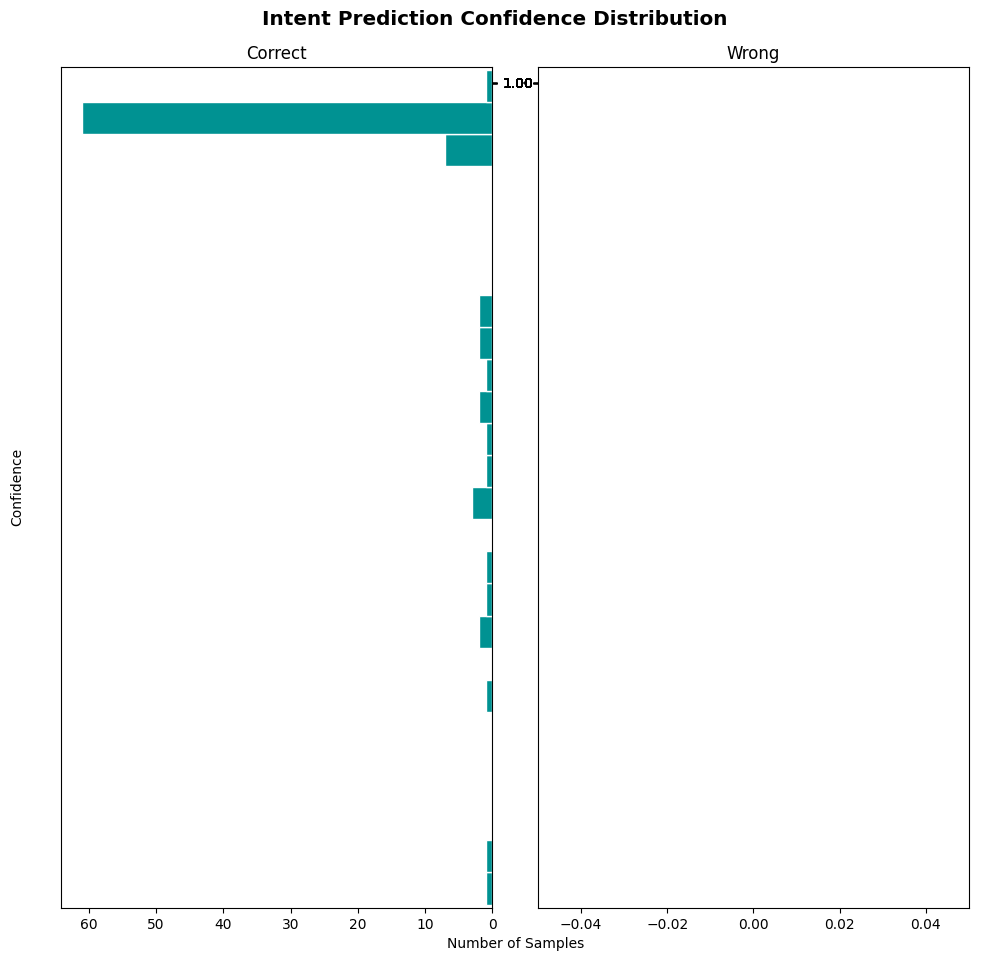 Intent Prediction Confidence Distribution
Correct
Wrong
1.00
Confidence
60 50 40 30 20 10 0
−0.04 −0.02 0.00 0.02 0.04
Number of Samples